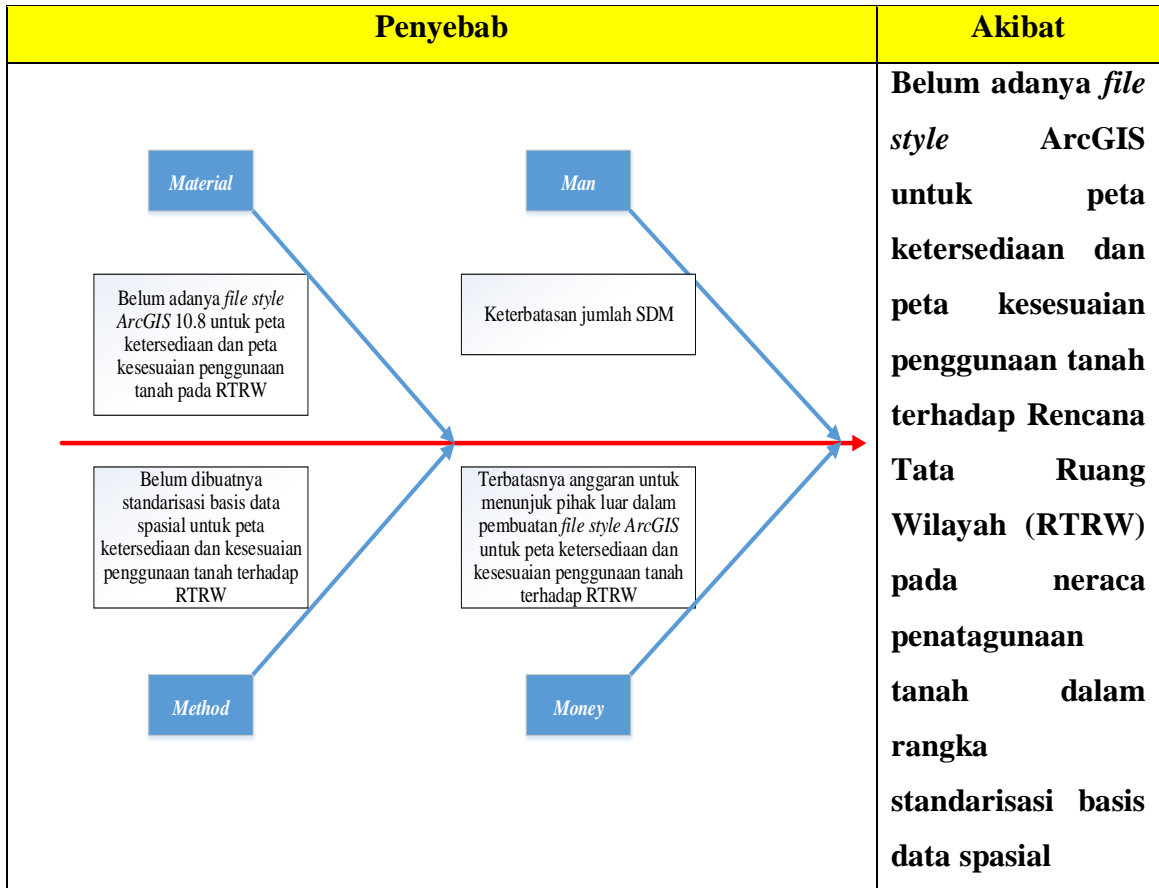 Penyebab
Akibat
Material
Man
Belum adanya file style
ArcGIS 10.8 untuk peta
ketersediaan dan peta
kesesuaian penggunaan
tanah pada RTRW
Keterbatasan jumlah SDM
Belum dibuatnya
standarisasi basis data
spasial untuk peta
ketersediaan dan kesesuaian
penggunaan tanah terhadap
RTRW
Terbatasnya anggaran untuk
menunjuk pihak luar dalam
pembuatan file style ArcGIS
untuk peta ketersediaan dan
kesesuaian penggunaan tanah
terhadap RTRW
Method
Money
Belum adanya file
style ArcGIS
untuk peta
ketersediaan dan
peta kesesuaian
penggunaan tanah
terhadap Rencana
Tata Ruang
Wilayah (RTRW)
pada neraca
penatagunaan
tanah dalam
rangka
standarisasi basis
data spasial